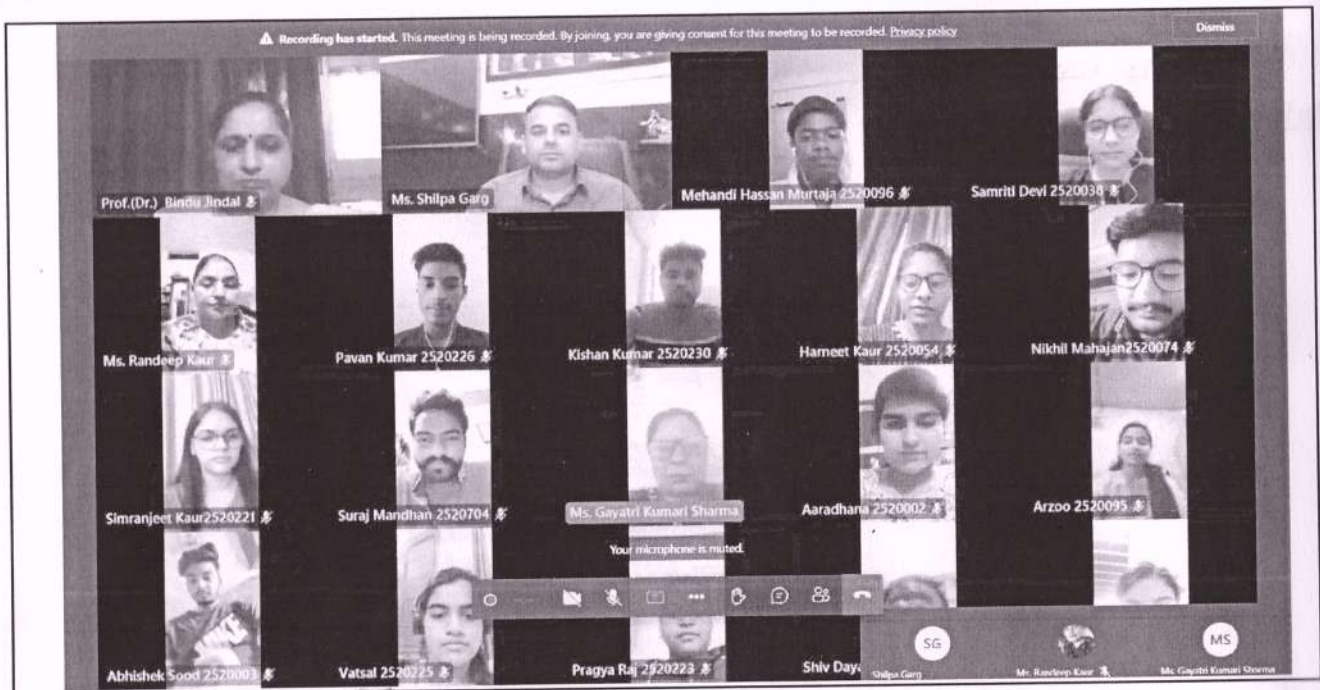 Recording has started. This meeting is being recorded. By joining, you are giving consent for this meeting to be recorded. Privacy policy
Dismiss
Prof.(Dr.) Bindu Jindal
Ms. Shilpa Garg
Mehandi Hassan Murtaja 2520096
Samriti Devi 2520038
Ms. Randeep Kaur
Pavan Kumar 2520226
Kishan Kumar 2520230
Harneet Kaur 2520054
Nikhil Mahajan2520074
Simranjeet Kaur2520221
Suraj Mandhan 2520704
Ms. Gayatri Kumari Sharma
Aaradhana 2520002
Arzoo 2520095
Your microphone is muted.
Abhishek Sood 2520003
Vatsal 2520225
Pragya Raj 2520223
Shiv Daya
SG
Shilpa Garg
Ms. Randeep Kaur
MS
Ms. Gayatri Kumari Sharma